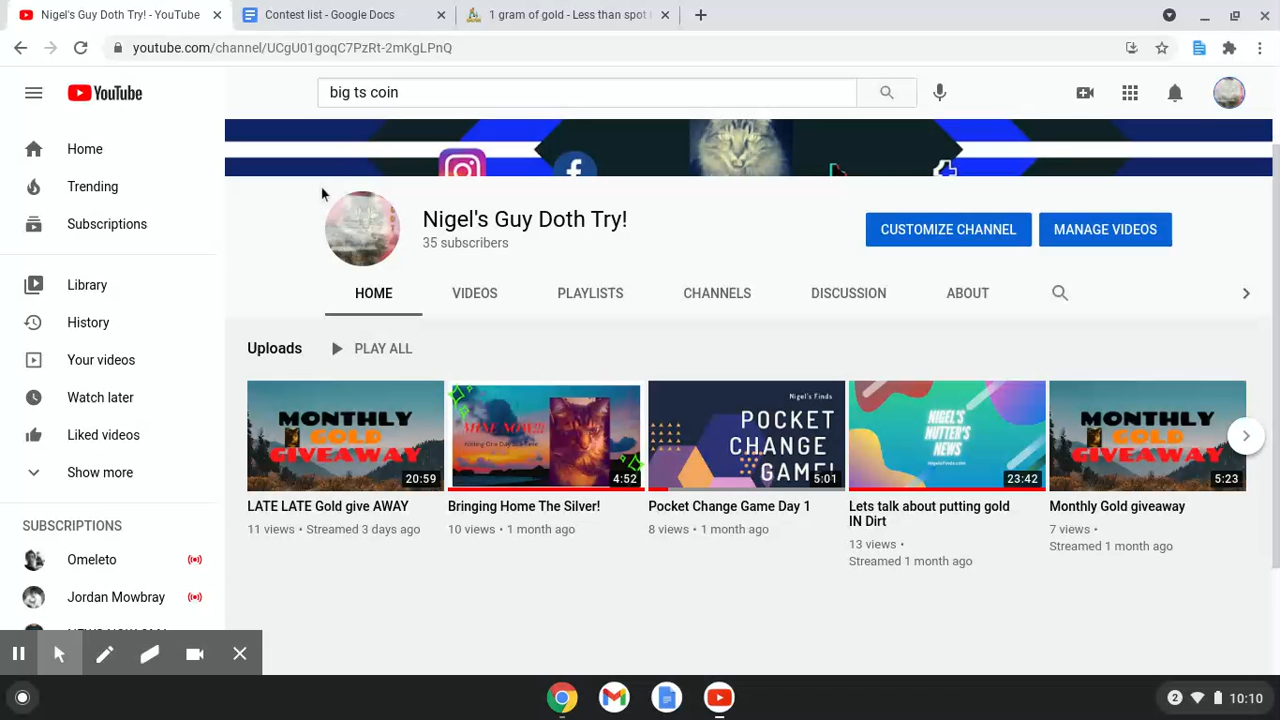 Nigel's Guy Doth Try! - YouTube
Contest list - Google Docs
1 gram of gold - Less than spot
youtube.com/channel/UCgU01goqC7PzRt-2mKgLPnQ
YouTube
big ts coin
Home
Trending
Subscriptions
Library
History
Your videos
Watch later
Liked videos
Show more
SUBSCRIPTIONS
Omeleto
Jordan Mowbray
Nigel's Guy Doth Try!
35 subscribers
CUSTOMIZE CHANNEL
MANAGE VIDEOS
HOME
VIDEOS
PLAYLISTS
CHANNELS
DISCUSSION
ABOUT
Uploads
PLAY ALL
MONTHLY
GOLD
GIVEAWAY
20:59
LATE LATE Gold give AWAY
11 views • Streamed 3 days ago
MINE NOW!!!
4:52
Bringing Home The Silver!
10 views • 1 month ago
Nigel's Finds
POCKET
CHANGE
GAME!
5:01
Pocket Change Game Day 1
8 views • 1 month ago
NIGEL'S
NUTTER'S
NEWS
23:42
Lets talk about putting gold
IN Dirt
13 views •
Streamed 1 month ago
MONTHLY
GOLD
GIVEAWAY
5:23
Monthly Gold giveaway
7 views •
Streamed 1 month ago
2
10:10